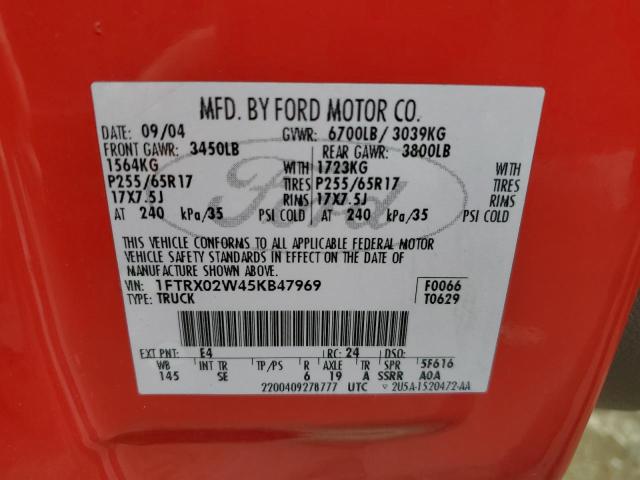 MFD. BY FORD MOTOR CO.
DATE: 09/04 GVWR: 6700LB/ 3039KG
FRONT GAWR: 3450LB REAR GAWR: 3800LB
1564KG WITH 1723KG WITH
P255/65R17 TIRES P255/65R17 TIRES
17X7.5J RIMS 17X7.5J RIMS
AT 240 kPa/35 PSI COLD AT 240 kPa/35 PSI COLD
Ford
THIS VEHICLE CONFORMS TO ALL APPLICABLE FEDERAL MOTOR
VEHICLE SAFETY STANDARDS IN EFFECT ON THE DATE OF
MANUFACTURE SHOWN ABOVE.
VIN: 1FTRX02W45KB47969 F0066
TYPE: TRUCK T0629
EXT PNT: E4 RC: 24 DSO:
WB INT TR TP/PS R AXLE TR SPR 5F616
145 SE 6 19 A SSRR A0A
2200409278777 UTC 2U5A-1520472-AA